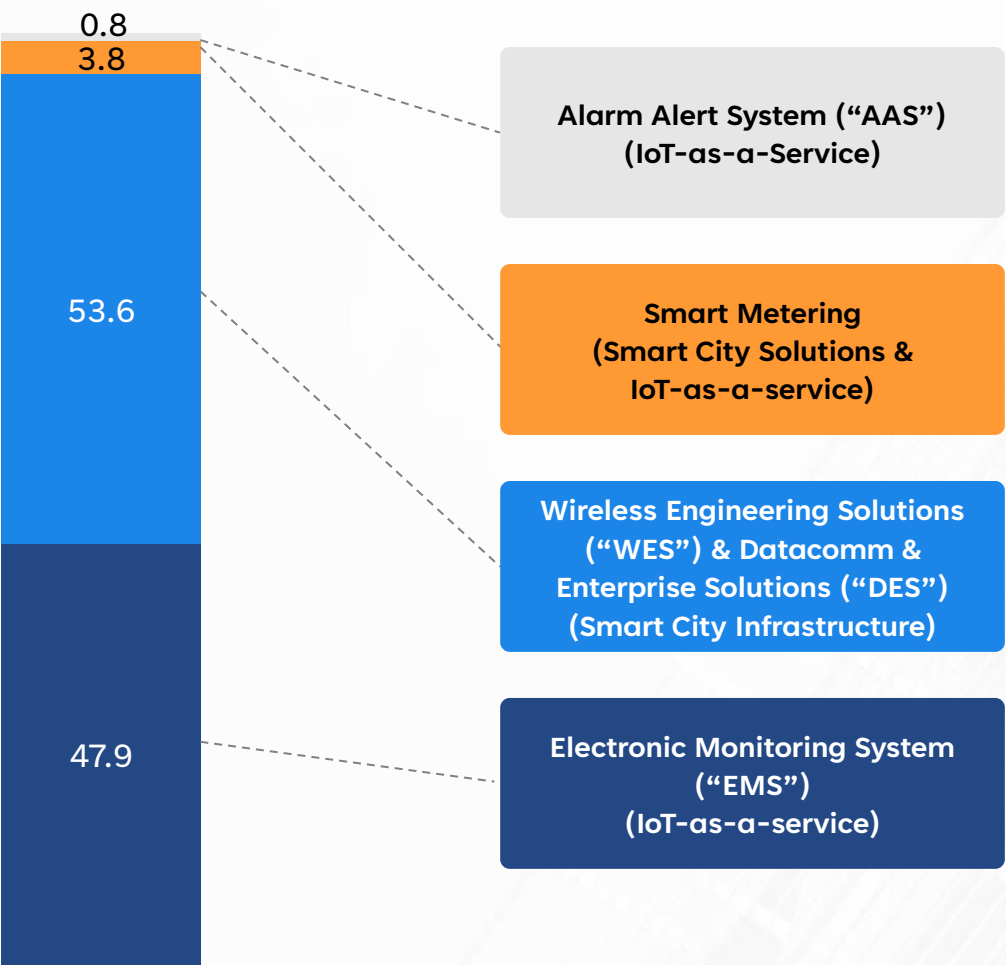 0.8
3.8
53.6
47.9
Alarm Alert System (“AAS”)
(IoT-as-a-Service)
Smart Metering
(Smart City Solutions &
IoT-as-a-service)
Wireless Engineering Solutions
(“WES”) & Datacomm &
Enterprise Solutions (“DES”)
(Smart City Infrastructure)
Electronic Monitoring System
(“EMS”)
(IoT-as-a-service)